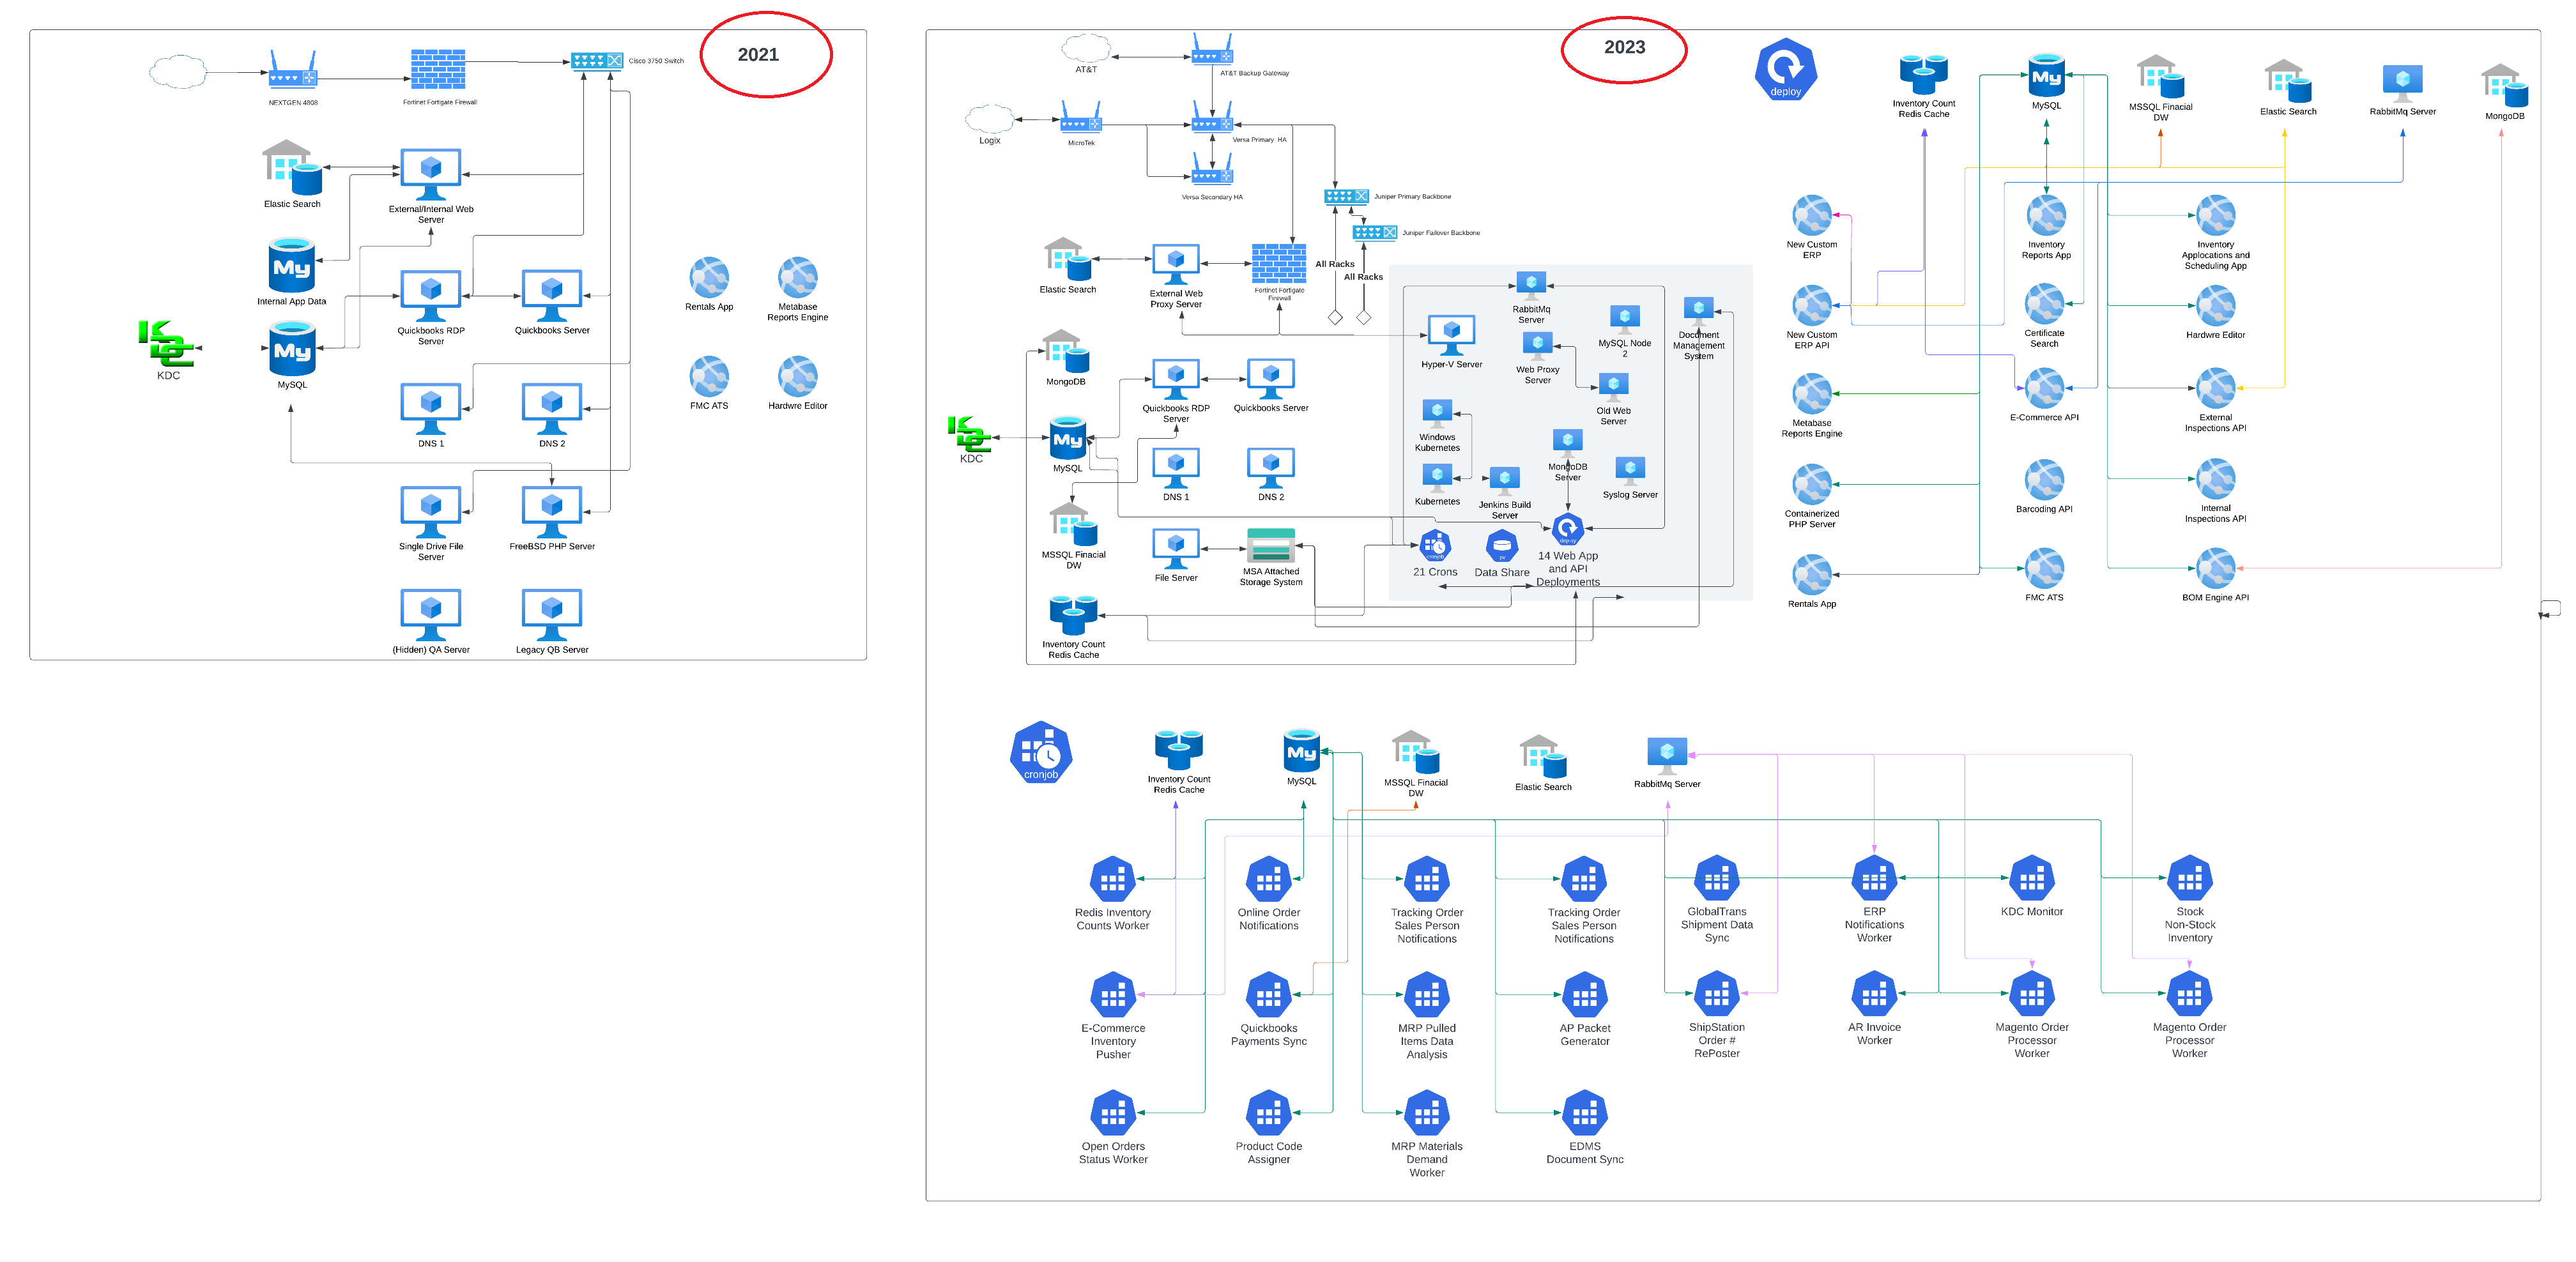 2021
Cisco 3750 Switch
NEXTGEN 4808
Fortinet Fortigate Firewall
Elastic Search
External/Internal Web
Server
My
Internal App Data
Quickbooks RDP
Server
Quickbooks Server
Rentals App
Metabase
Reports Engine
KDC
KDC
My
MySQL
FMC ATS
Hardwre Editor
DNS 1
DNS 2
Single Drive File
Server
FreeBSD PHP Server
(Hidden) QA Server
Legacy QB Server
2023
AT&T
AT&T Backup Gateway
Logix
MicroTek
Versa Primary HA
Versa Secondary HA
Juniper Primary Backbone
Juniper Failover Backbone
All Racks
All Racks
Elastic Search
External Web
Proxy Server
Fortinet Fortigate
Firewall
MongoDB
Quickbooks RDP
Server
Quickbooks Server
KDC
KDC
My
MySQL
DNS 1
DNS 2
MSSQL Finacial
DW
File Server
MSA Attached
Storage System
Inventory Count
Redis Cache
RabbitMq
Server
MySQL Node
2
Document
Management
System
Hyper-V Server
Web Proxy
Server
Old Web
Server
Windows
Kubernetes
MongoDB
Server
Kubernetes
Jenkins Build
Server
Syslog Server
cronjob
21 Crons
pv
Data Share
deploy
14 Web App
and API
Deployments
deploy
Inventory Count
Redis Cache
My
MySQL
MSSQL Finacial
DW
Elastic Search
RabbitMq Server
MongoDB
New Custom
ERP
Inventory
Reports App
Inventory
Applocations and
Scheduling App
New Custom
ERP API
Certificate
Search
Hardwre Editor
Metabase
Reports Engine
E-Commerce API
External
Inspections API
Containerized
PHP Server
Barcoding API
Internal
Inspections API
Rentals App
FMC ATS
BOM Engine API
cronjob
Inventory Count
Redis Cache
My
MySQL
MSSQL Finacial
DW
Elastic Search
RabbitMq Server
Redis Inventory
Counts Worker
Online Order
Notifications
Tracking Order
Sales Person
Notifications
Tracking Order
Sales Person
Notifications
GlobalTrans
Shipment Data
Sync
ERP
Notifications
Worker
KDC Monitor
Stock
Non-Stock
Inventory
E-Commerce
Inventory
Pusher
Quickbooks
Payments Sync
MRP Pulled
Items Data
Analysis
AP Packet
Generator
ShipStation
Order #
RePoster
AR Invoice
Worker
Magento Order
Processor
Worker
Magento Order
Processor
Worker
Open Orders
Status Worker
Product Code
Assigner
MRP Materials
Demand
Worker
EDMS
Document Sync